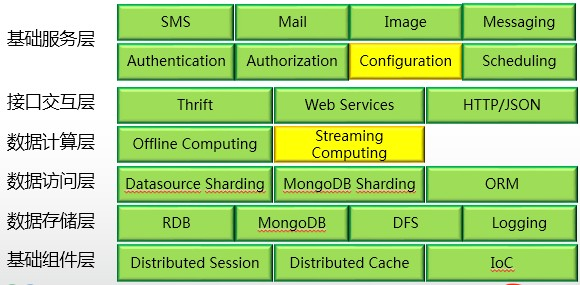 基础服务层
SMS
Mail
Image
Messaging
Authentication
Authorization
Configuration
Scheduling
接口交互层
Thrift
Web Services
HTTP/JSON
数据计算层
Offline Computing
Streaming
Computing
数据访问层
Datasource Sharding
MongoDB Sharding
ORM
数据存储层
RDB
MongoDB
DFS
Logging
基础组件层
Distributed Session
Distributed Cache
IoC